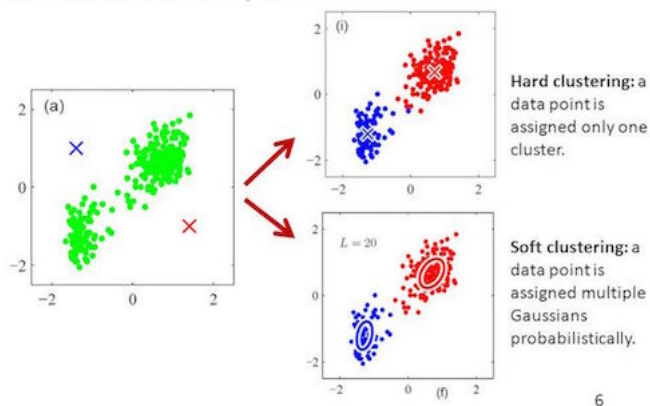 (a)
2
0
−2
−2
0
2
(i)
2
0
−2
−2
0
2
Hard clustering: a
data point is
assigned only one
cluster.
2
L = 20
0
−2
−2
0
(f)
2
Soft clustering: a
data point is
assigned multiple
Gaussians
probabilistically.
6